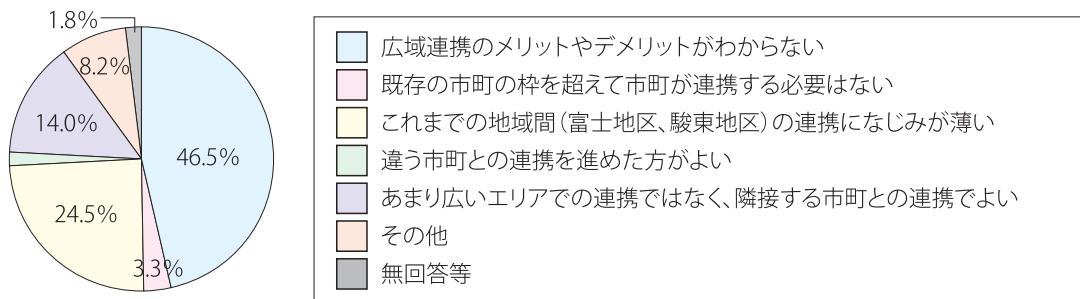 1.8%
8.2%
14.0%
46.5%
24.5%
3.3%
広域連携のメリットやデメリットがわからない
既存の市町の枠を超えて市町が連携する必要はない
これまでの地域間（富士地区、駿東地区）の連携になじみが薄い
違う市町との連携を進めた方がよい
あまり広いエリアでの連携ではなく、隣接する市町との連携でよい
その他
無回答等